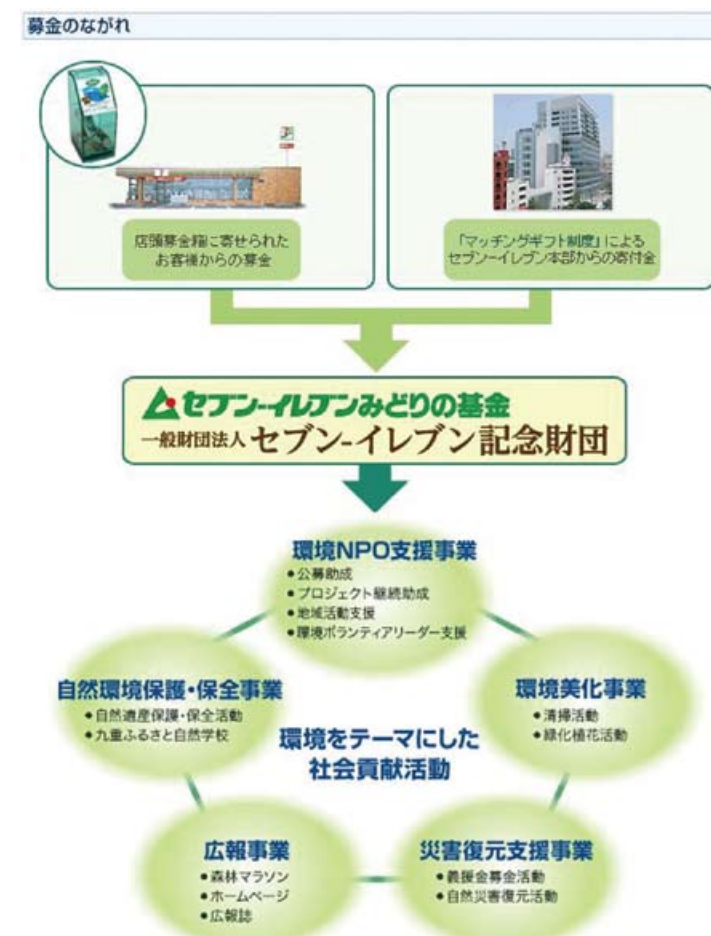 募金のながれ
店頭募金箱に寄せられた
お客様からの募金
「マッチングギフト制度」による
セブン-イレブン本部からの寄付金
セブン-イレブンみどりの基金
一般財団法人 セブン-イレブン記念財団
環境NPO支援事業
●公募助成
●プロジェクト継続助成
●地域活動支援
●環境ボランティアリーダー支援
自然環境保護・保全事業
●自然遺産保護・保全活動
●九重ふるさと自然学校
環境美化事業
●清掃活動
●緑化植花活動
環境をテーマにした
社会貢献活動
広報事業
●森林マラソン
●ホームページ
●広報誌
災害復元支援事業
●義援金募金活動
●自然災害復元活動